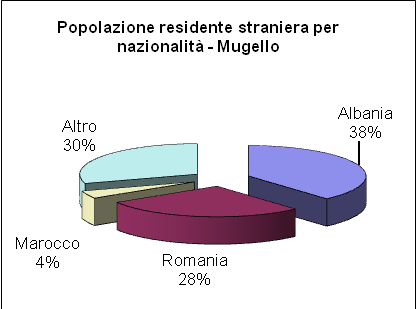 Popolazione residente straniera per
nazionalità - Mugello
Albania
38%
Altro
30%
Marocco
4%
Romania
28%